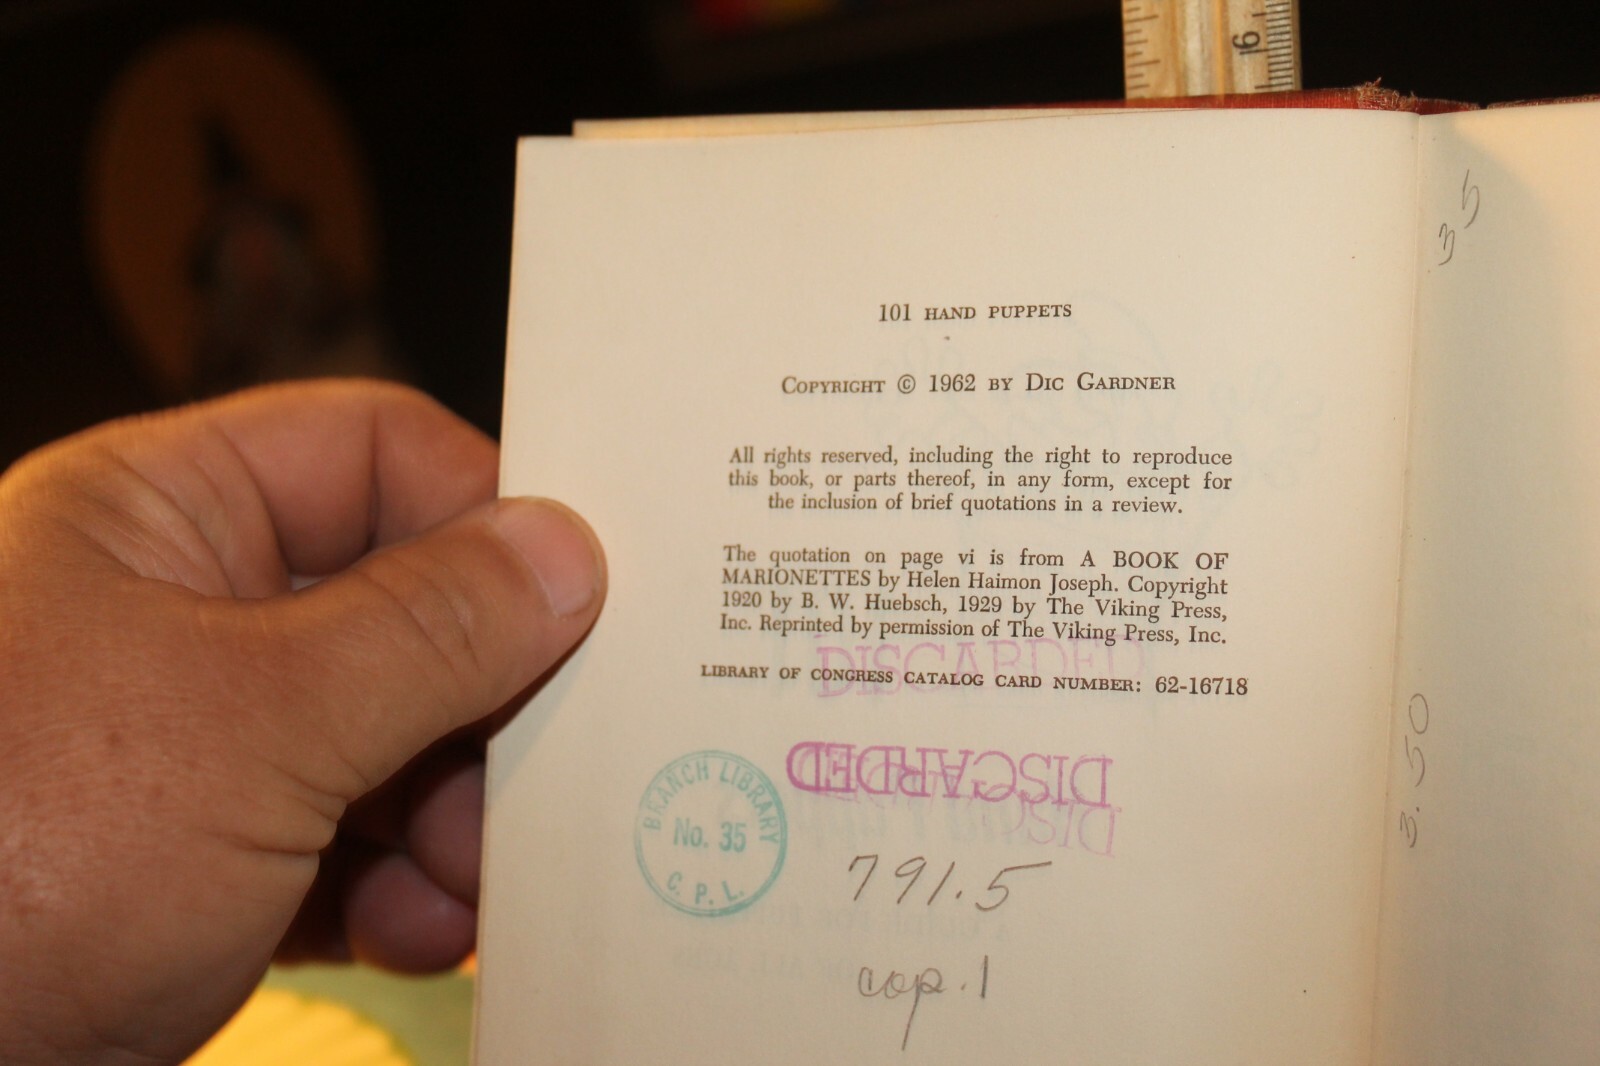 9
35
101 HAND PUPPETS
COPYRIGHT © 1962 BY DIC GARDNER
All rights reserved, including the right to reproduce
this book, or parts thereof, in any form, except for
the inclusion of brief quotations in a review.
The quotation on page vi is from A BOOK OF
MARIONETTES by Helen Haimon Joseph. Copyright
1920 by B. W. Huebsch, 1929 by The Viking Press,
Inc. Reprinted by permission of The Viking Press, Inc.
DISCARDED
LIBRARY OF CONGRESS CATALOG CARD NUMBER: 62-16718
DISCARDED
DISCARDED
BRANCH LIBRARY
No. 35
C. P. L.
3.50
791.5
cop. 1